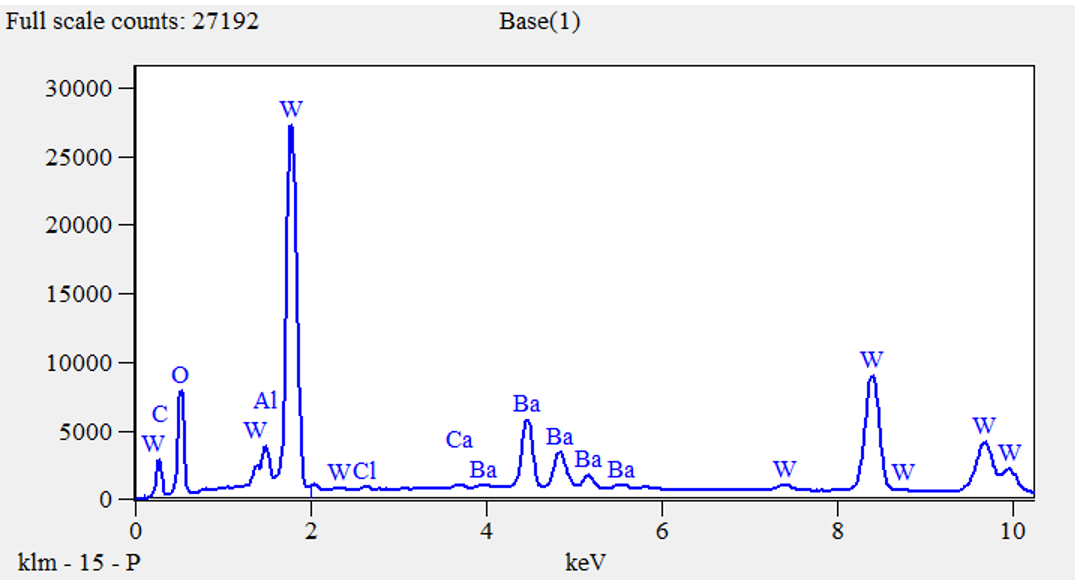 Full scale counts: 27192 Base(1)
30000
25000
20000
15000
10000
5000
0
W
O
C
W
Al
W
W Cl
Ca
Ba
Ba
Ba
Ba
Ba
W
W
W
W
W
0 2 4 6 8 10
klm - 15 - P keV